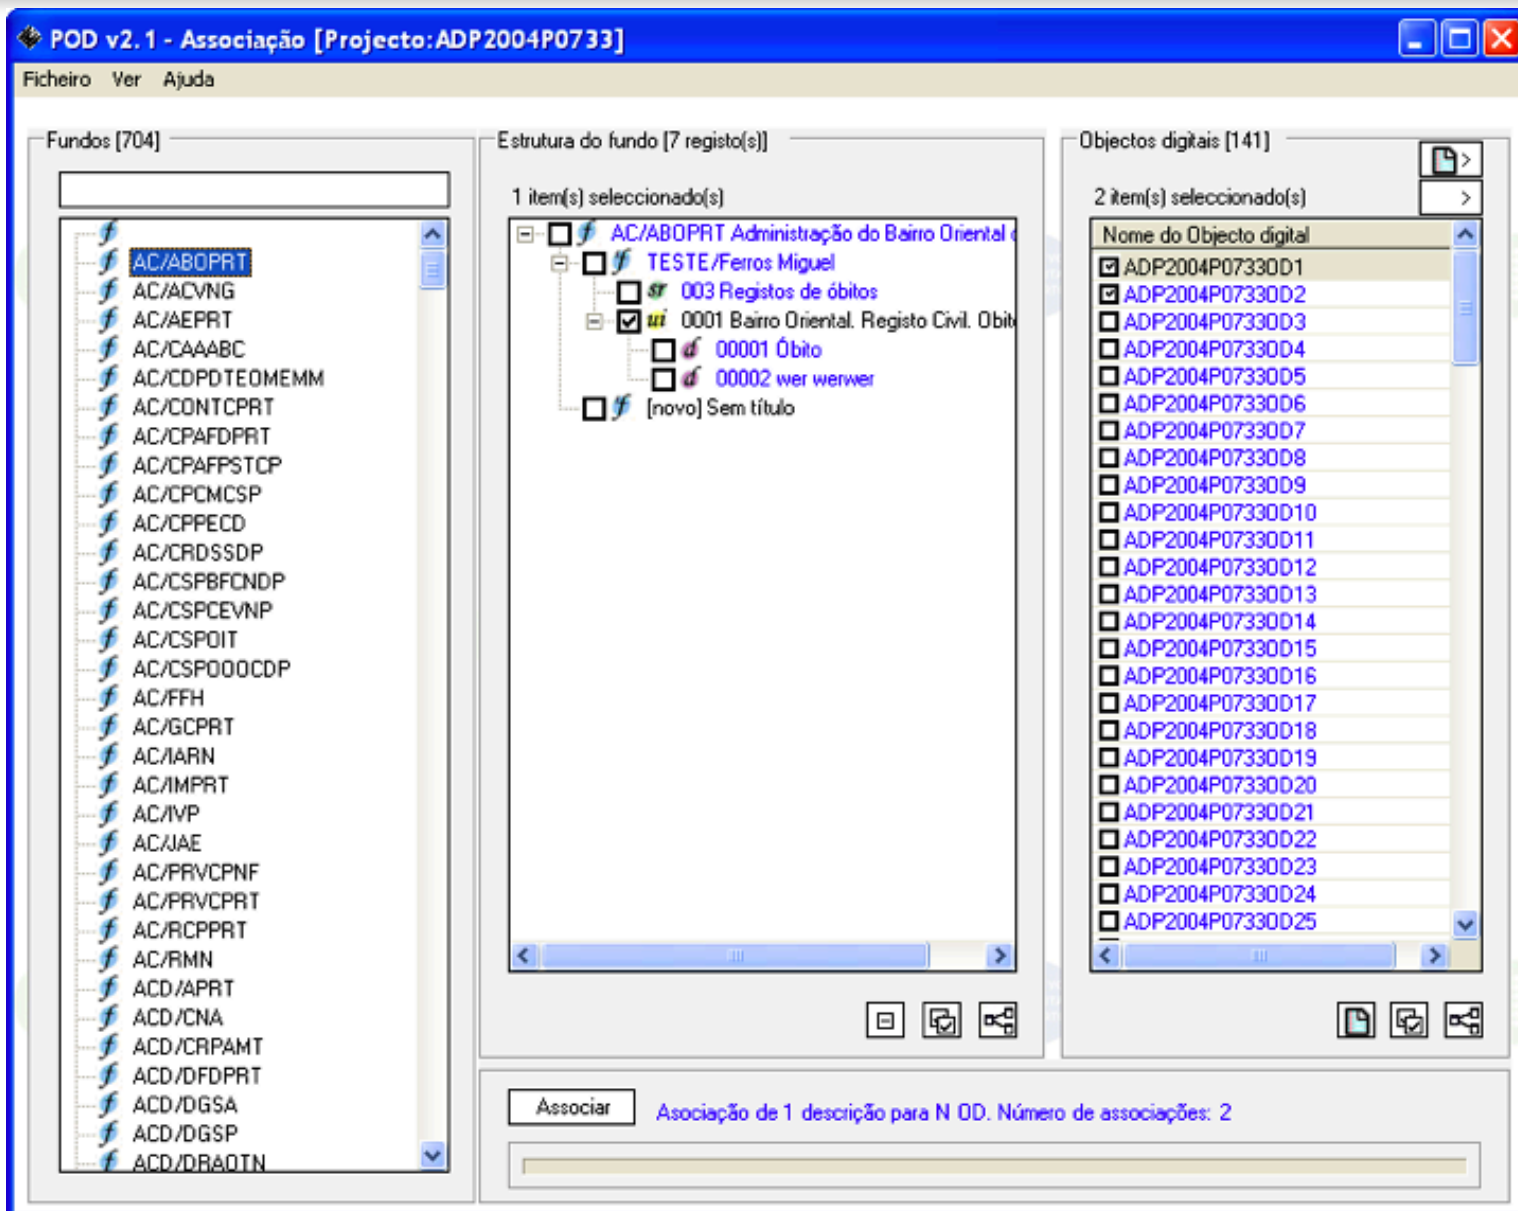 POD v2.1 - Associação [Projecto:ADP2004P0733]
Ficheiro Ver Ajuda
Fundos [704]
AC/ABOPRT
AC/ACVNG
AC/AEPRT
AC/CAAABC
AC/CDPDTEOMEMM
AC/CONTCPRT
AC/CPAFDPRT
AC/CPAFPSTCP
AC/CPCMCSP
AC/CPPECD
AC/CRDSSDP
AC/CSPBFCNDP
AC/CSPCEVNP
AC/CSPOIT
AC/CSPOOOCDP
AC/FFH
AC/GCPRT
AC/IARN
AC/IMPRT
AC/IVP
AC/JAE
AC/PRVCPNF
AC/PRVCPRT
AC/RCPPRT
AC/RMN
ACD/APRT
ACD/CNA
ACD/CRPAMT
ACD/DFDPRT
ACD/DGSA
ACD/DGSP
ACD/DRAOTN
Estrutura do fundo [7 registo(s)]
1 item(s) seleccionado(s)
AC/ABOPRT Administração do Bairro Oriental
TESTE/Ferros Miguel
sr 003 Registos de óbitos
ui 0001 Bairro Oriental. Registo Civil. Obit
d 00001 Óbito
d 00002 wer werwer
[novo] Sem título
Objectos digitais [141]
2 item(s) seleccionado(s)
Nome do Objecto digital
ADP2004P0733OD1
ADP2004P0733OD2
ADP2004P0733OD3
ADP2004P0733OD4
ADP2004P0733OD5
ADP2004P0733OD6
ADP2004P0733OD7
ADP2004P0733OD8
ADP2004P0733OD9
ADP2004P0733OD10
ADP2004P0733OD11
ADP2004P0733OD12
ADP2004P0733OD13
ADP2004P0733OD14
ADP2004P0733OD15
ADP2004P0733OD16
ADP2004P0733OD17
ADP2004P0733OD18
ADP2004P0733OD19
ADP2004P0733OD20
ADP2004P0733OD21
ADP2004P0733OD22
ADP2004P0733OD23
ADP2004P0733OD24
ADP2004P0733OD25
Associar
Asociação de 1 descrição para N OD. Número de associações: 2